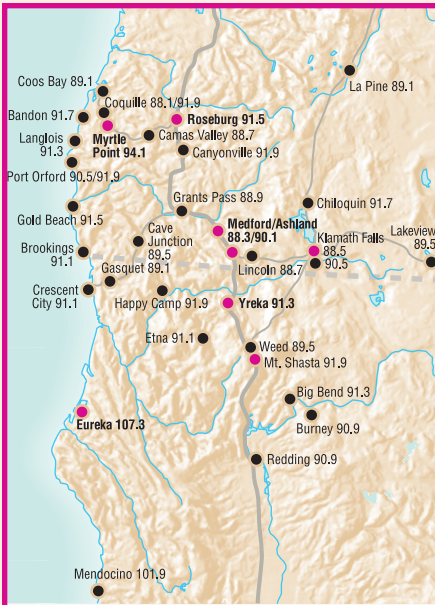 Coos Bay 89.1
La Pine 89.1
Coquille 88.1/91.9
Bandon 91.7
Roseburg 91.5
Langlois
91.3
Myrtle
Point 94.1
Camas Valley 88.7
Canyonville 91.9
Port Orford 90.5/91.9
Grants Pass 88.9
Chiloquin 91.7
Gold Beach 91.5
Medford/Ashland
88.3/90.1
Cave
Junction
89.5
Klamath Falls
88.5
90.5
Lakeview
89.5
Brookings
91.1
Lincoln 88.7
Gasquet 89.1
Crescent
City 91.1
Happy Camp 91.9
Yreka 91.3
Etna 91.1
Weed 89.5
Mt. Shasta 91.9
Big Bend 91.3
Burney 90.9
Eureka 107.3
Redding 90.9
Mendocino 101.9